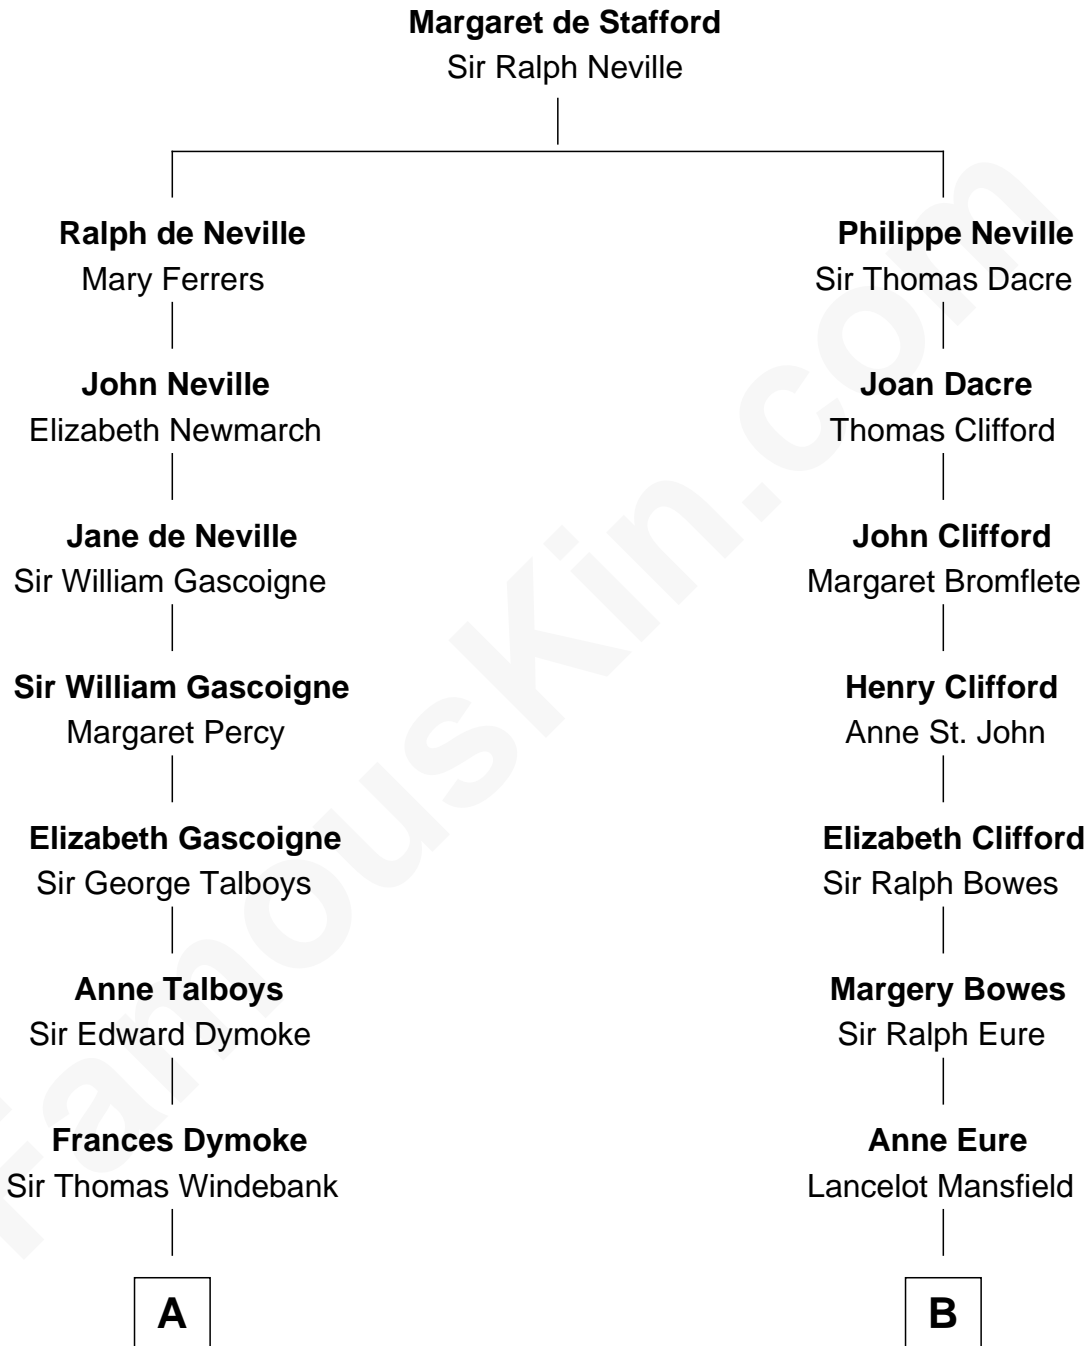 Margaret de Stafford
Sir Ralph Neville
Ralph de Neville
Mary Ferrers
Philippe Neville
Sir Thomas Dacre
John Neville
Elizabeth Newmarch
Joan Dacre
Thomas Clifford
Jane de Neville
Sir William Gascoigne
John Clifford
Margaret Bromflete
Sir William Gascoigne
Margaret Percy
Henry Clifford
Anne St. John
Elizabeth Gascoigne
Sir George Talboys
Elizabeth Clifford
Sir Ralph Bowes
Anne Talboys
Sir Edward Dymoke
Margery Bowes
Sir Ralph Eure
Frances Dymoke
Sir Thomas Windebank
Anne Eure
Lancelot Mansfield
A
B
FamousKin.com